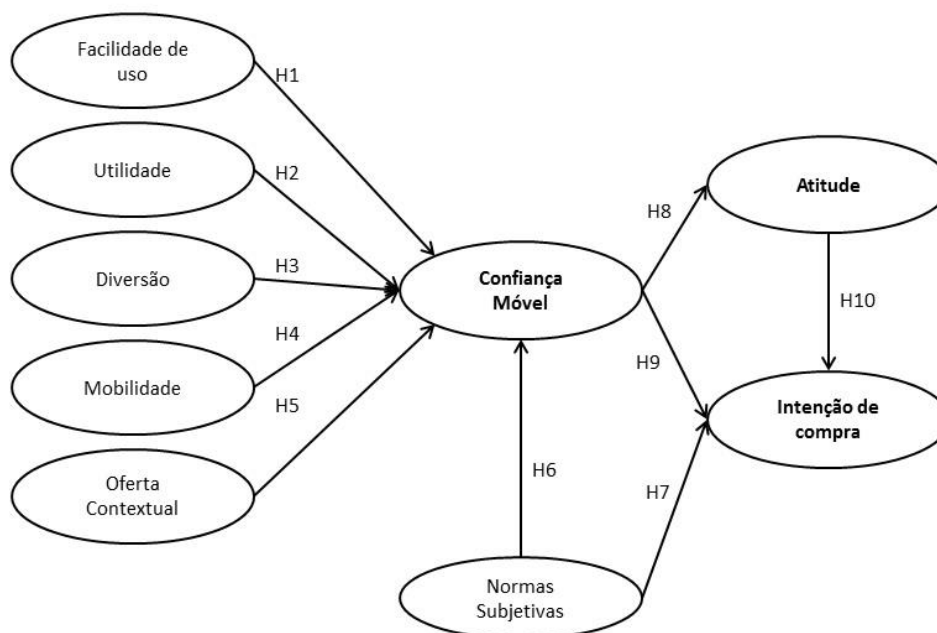 Facilidade de
uso
H1
Utilidade
H2
Diversão
H3
Mobilidade
H4
Oferta
Contextual
H5
Confiança
Móvel
H6
Normas
Subjetivas
H7
H8
H9
Atitude
H10
Intenção de
compra